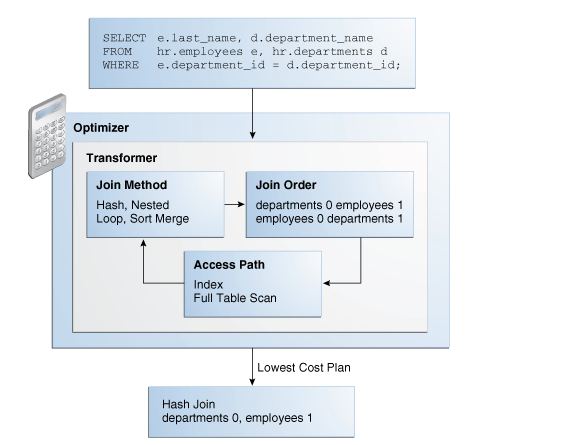 SELECT e.last_name, d.department_name
FROM hr.employees e, hr.departments d
WHERE e.department_id = d.department_id;
Optimizer
Transformer
Join Method
Hash, Nested
Loop, Sort Merge
Join Order
departments 0 employees 1
employees 0 departments 1
Access Path
Index
Full Table Scan
Lowest Cost Plan
Hash Join
departments 0, employees 1